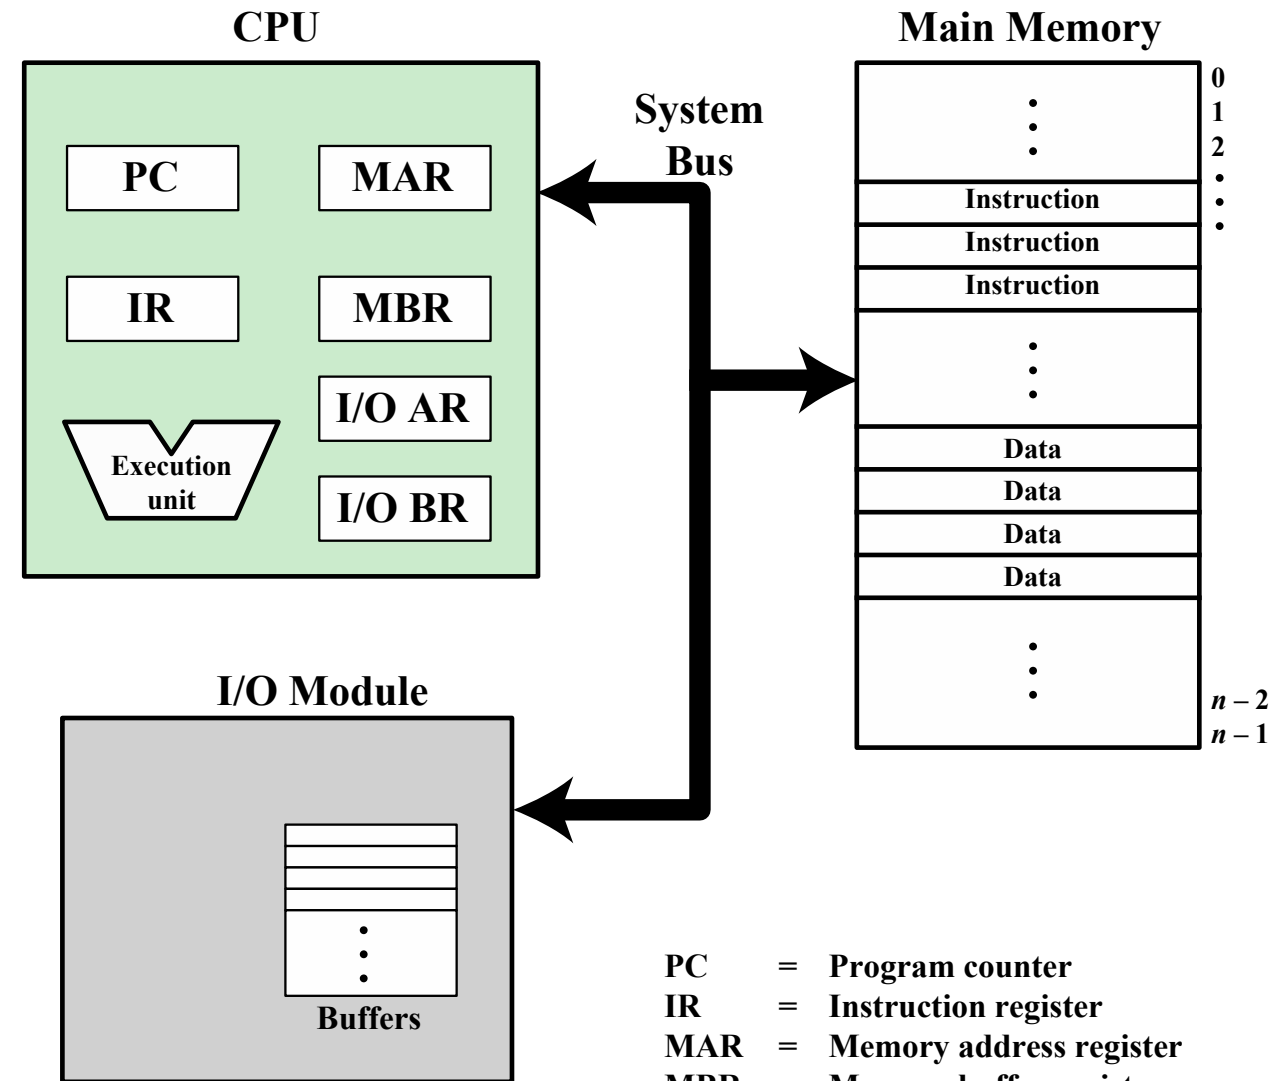 CPU
PC
MAR
IR
MBR
I/O AR
Execution
unit
I/O BR
System
Bus
Main Memory
0
1
2
Instruction
Instruction
Instruction
Data
Data
Data
Data
n – 2
n – 1
I/O Module
Buffers
PC = Program counter
IR = Instruction register
MAR = Memory address register